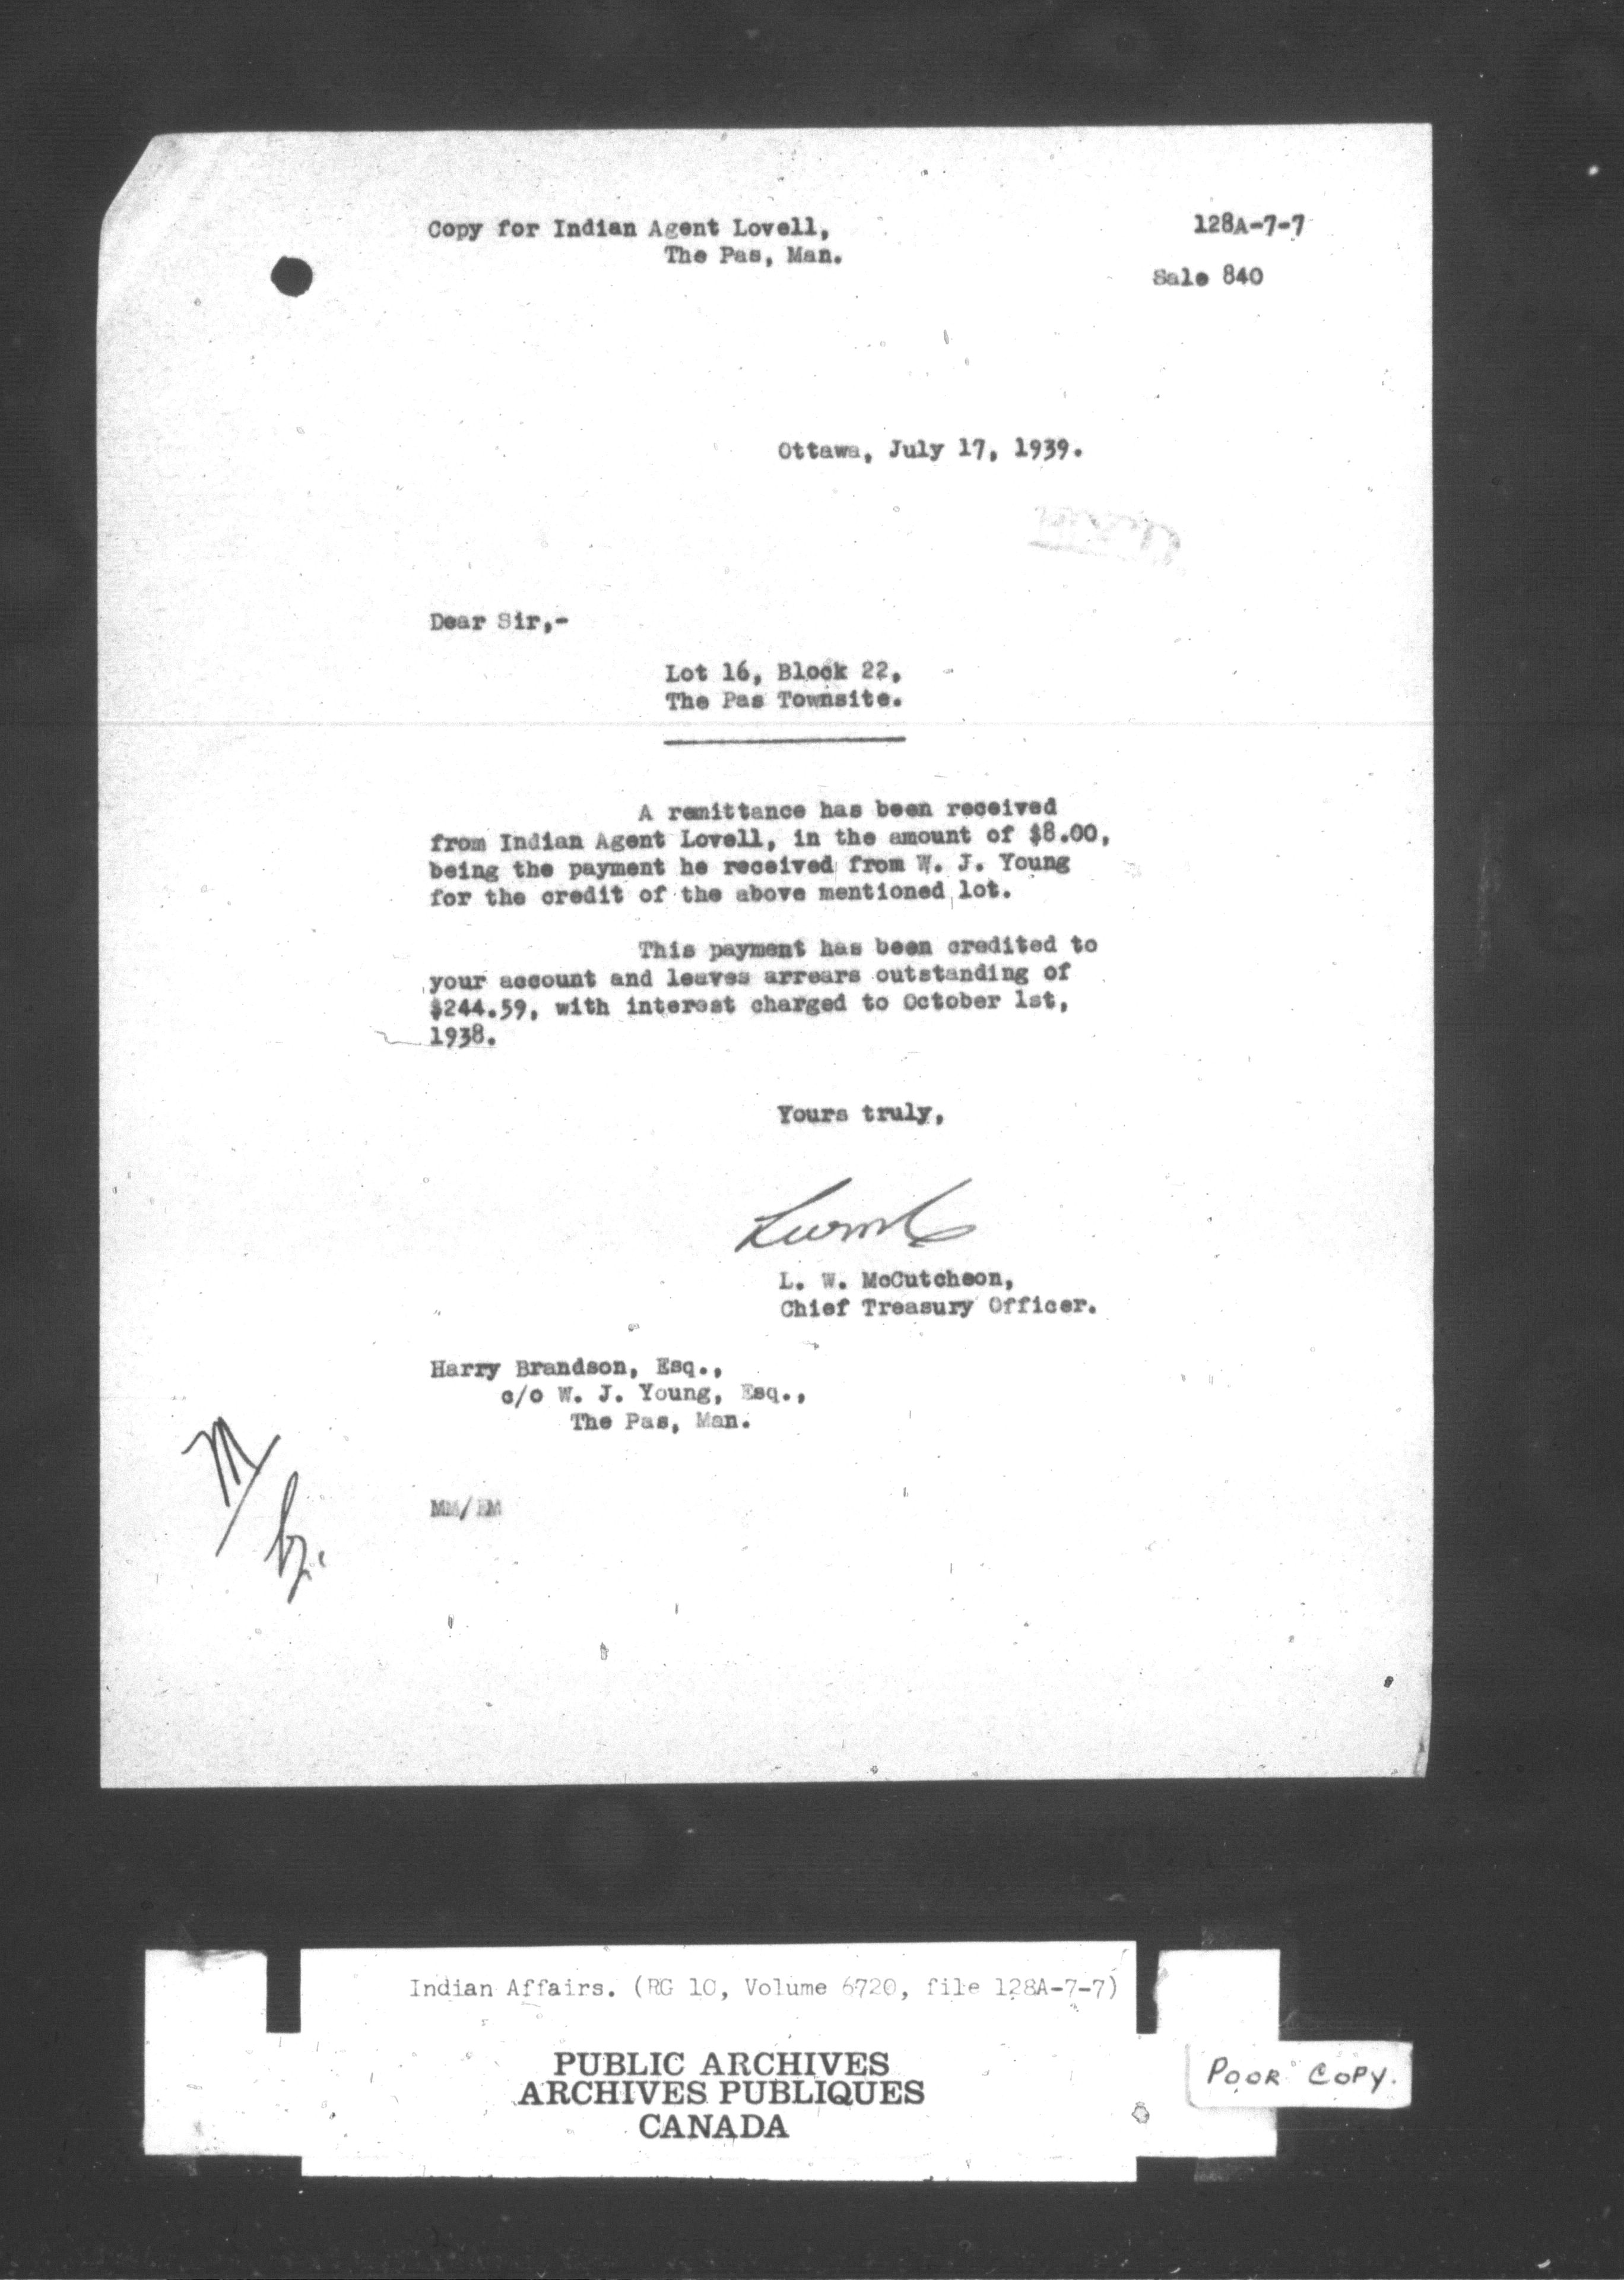 Copy for Indian Agent Lovell,
The Pas, Man.
128A-7-7
Sale 840
Ottawa, July 17, 1939.
Dear Sir,-
Lot 16, Block 22,
The Pas Townsite.
A remittance has been received
from Indian Agent Lovell, in the amount of $8.00,
being the payment he received from W. J. Young
for the credit of the above mentioned lot.
This payment has been credited to
your account and leaves arrears outstanding of
$244.59, with interest charged to October 1st,
1938.
Yours truly,
L. W. McCutcheon,
Chief Treasury Officer.
Harry Brandson, Esq.,
c/o W. J. Young, Esq.,
The Pas, Man.
MM/
Indian Affairs. (RG 10, Volume 6720, file 128A-7-7)
PUBLIC ARCHIVES
ARCHIVES PUBLIQUES
CANADA
POOR COPY.